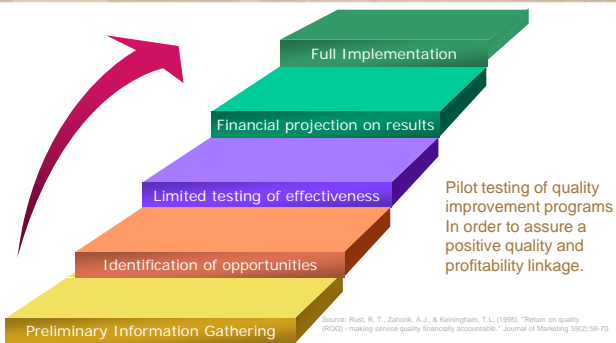 Full Implementation
Financial projection on results
Limited testing of effectiveness
Identification of opportunities
Preliminary Information Gathering
Pilot testing of quality
improvement programs
In order to assure a
positive quality and
profitability linkage.
Source: Rust, R. T., Zahorik, A.J., & Keiningham, T.L. (1995). "Return on quality
(ROQ) - making service quality financially accountable." Journal of Marketing 59(2):58-70.